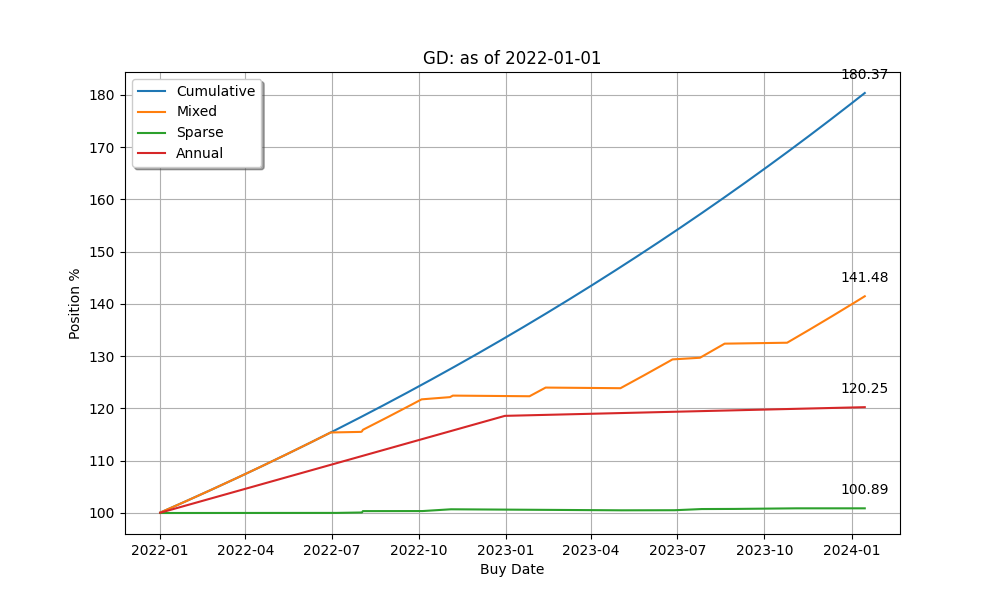 GD: as of 2022-01-01
180.37
Cumulative
Mixed
Sparse
Annual
141.48
120.25
100.89
180
170
160
150
140
130
120
110
100
Position %
2022-01 2022-04 2022-07 2022-10 2023-01 2023-04 2023-07 2023-10 2024-01
Buy Date